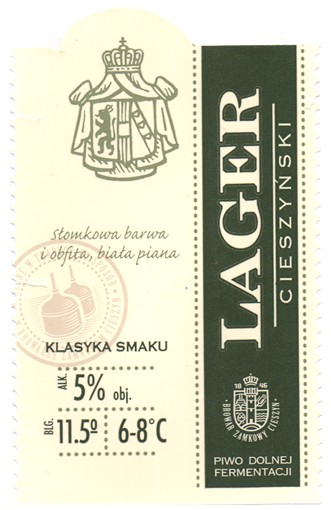 słomkowa barwa
i obfita, biała piana
KLASYKA SMAKU
ALK. 5% obj.
BLG. 11.5º 6-8°C
LAGER
CIESZYŃSKI
18 46
BROWAR ZAMKOWY CIESZYN
PIWO DOLNEJ
FERMENTACJI